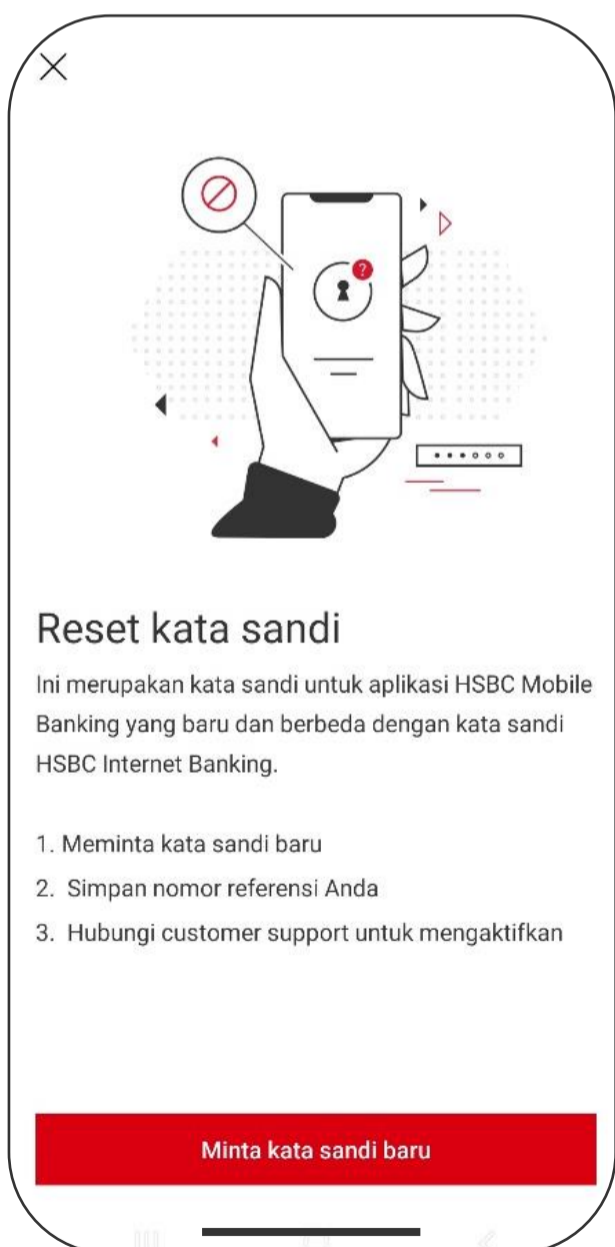 Reset kata sandi
Ini merupakan kata sandi untuk aplikasi HSBC Mobile
Banking yang baru dan berbeda dengan kata sandi
HSBC Internet Banking.
1. Meminta kata sandi baru
2. Simpan nomor referensi Anda
3. Hubungi customer support untuk mengaktifkan
Minta kata sandi baru